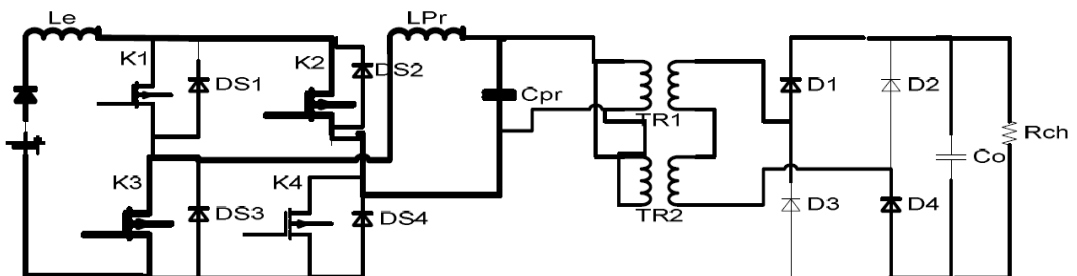 Le
LPr
K1
DS1
K2
DS2
Cpr
TR1
D1
D2
Rch
Co
K3
DS3
K4
DS4
TR2
D3
D4